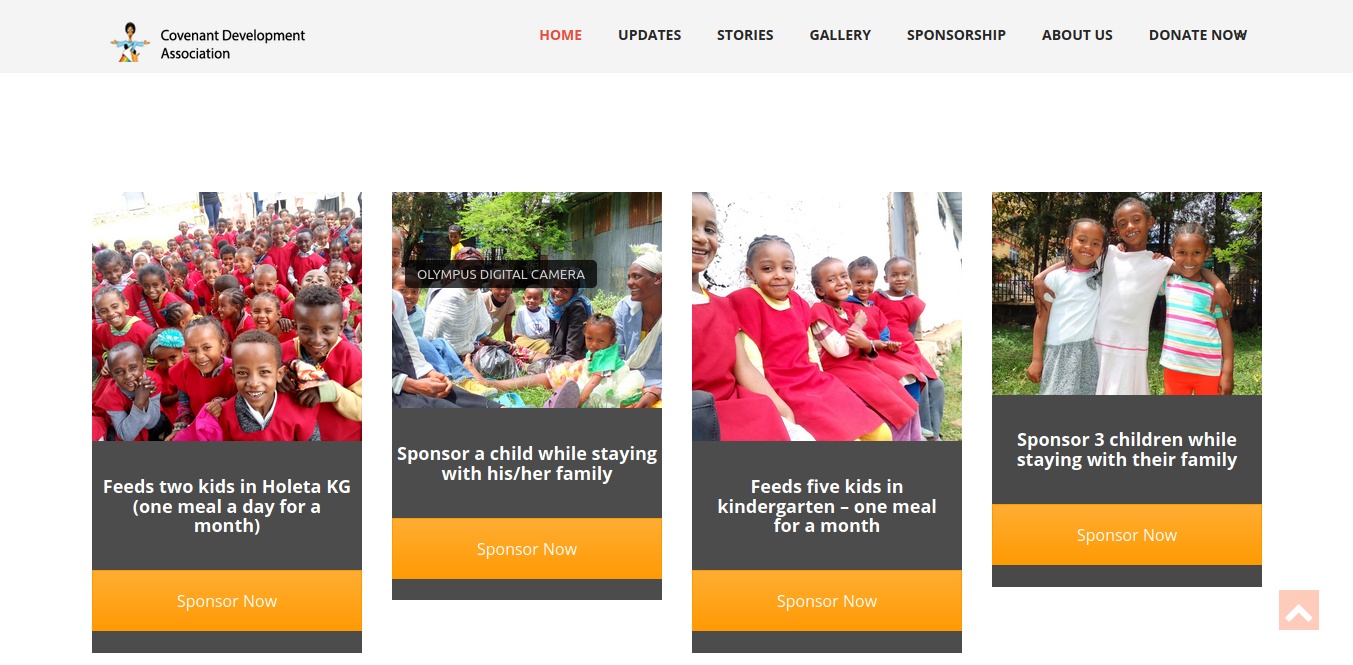 Covenant Development
Association
HOME
UPDATES
STORIES
GALLERY
SPONSORSHIP
ABOUT US
DONATE NOW
OLYMPUS DIGITAL CAMERA
Feeds two kids in Holeta KG
(one meal a day for a
month)
Sponsor Now
Sponsor a child while staying
with his/her family
Sponsor Now
Feeds five kids in
kindergarten – one meal
for a month
Sponsor Now
Sponsor 3 children while
staying with their family
Sponsor Now